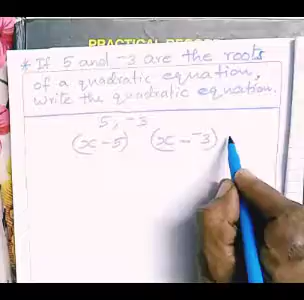 PRACTICAL
* If 5 and -3 are the roots
of a quadratic equation,
write the quadratic equation.
5, -3
(x - 5) (x - -3)